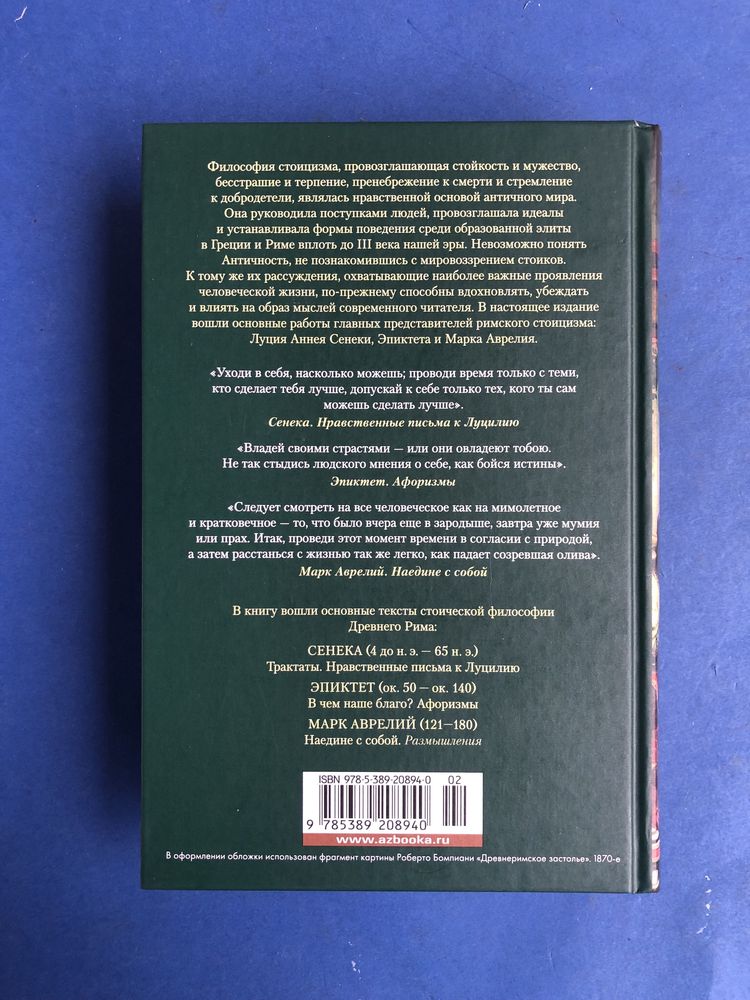 Философия стоицизма, провозглашающая стойкость и мужество,
бесстрашие и терпение, пренебрежение к смерти и стремление
к добродетели, являлась нравственной основой античного мира.
Она руководила поступками людей, провозглашала идеалы
и устанавливала формы поведения среди образованной элиты
в Греции и Риме вплоть до III века нашей эры. Невозможно понять
Античность, не познакомившись с мировоззрением стоиков.
К тому же их рассуждения, охватывающие наиболее важные проявления
человеческой жизни, по-прежнему способны вдохновлять, убеждать
и влиять на образ мыслей современного читателя. В настоящее издание
вошли основные работы главных представителей римского стоицизма:
Луция Аннея Сенеки, Эпиктета и Марка Аврелия.
«Уходи в себя, насколько можешь; проводи время только с теми,
кто сделает тебя лучше, допускай к себе только тех, кого ты сам
можешь сделать лучше».
Сенека. Нравственные письма к Луцилию
«Владей своими страстями — или они овладеют тобою.
Не так стыдись людского мнения о себе, как бойся истины».
Эпиктет. Афоризмы
«Следует смотреть на все человеческое как на мимолетное
и кратковечное — то, что было вчера еще в зародыше, завтра уже мумия
или прах. Итак, проведи этот момент времени в согласии с природой,
а затем расстанься с жизнью так же легко, как падает созревшая олива».
Марк Аврелий. Наедине с собой
В книгу вошли основные тексты стоической философии
Древнего Рима:
СЕНЕКА (4 до н. э. — 65 н. э.)
Трактаты. Нравственные письма к Луцилию
ЭПИКТЕТ (ок. 50 — ок. 140)
В чем наше благо? Афоризмы
МАРК АВРЕЛИЙ (121—180)
Наедине с собой. Размышления
ISBN 978-5-389-20894-0 02
9 785389 208940
www.azbooka.ru
В оформлении обложки использован фрагмент картины Роберто Бомпиани «Древнеримское застолье». 1870-е